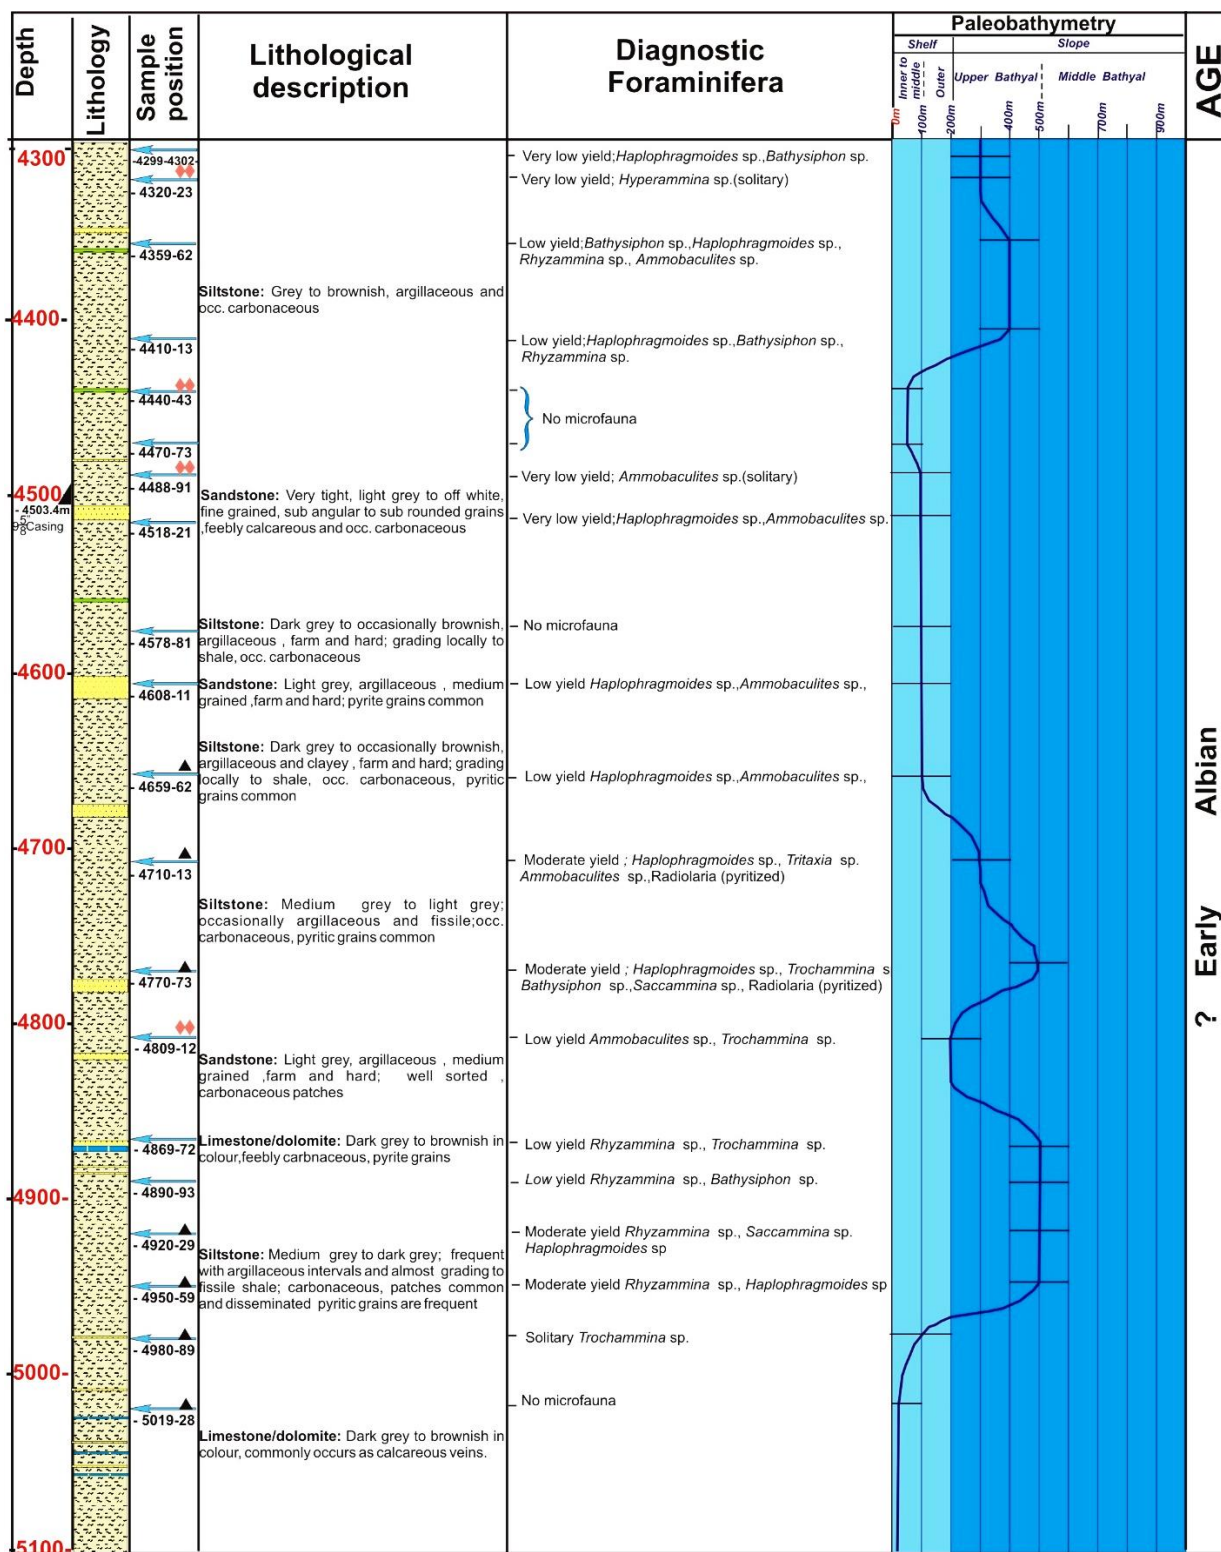 Depth
Lithology
Sample position
Lithological description
Diagnostic Foraminifera
Paleobathymetry
Shelf
Slope
Inner to middle
Outer
Upper Bathyal
Middle Bathyal
0m
100m
200m
400m
500m
700m
900m
AGE
4300
-4400-
-4500
- 4503.4m
Casing
-4600-
-4700-
-4800-
-4900-
-5000-
-5100-
-4299-4302-
- 4320-23
- 4359-62
- 4410-13
- 4440-43
- 4470-73
- 4488-91
- 4518-21
- 4578-81
- 4608-11
- 4659-62
- 4710-13
- 4770-73
- 4809-12
- 4869-72
- 4890-93
- 4920-29
- 4950-59
- 4980-89
- 5019-28
Siltstone: Grey to brownish, argillaceous and
occ. carbonaceous
Sandstone: Very tight, light grey to off white,
fine grained, sub angular to sub rounded grains
,feebly calcareous and occ. carbonaceous
Siltstone: Dark grey to occasionally brownish,
argillaceous , farm and hard; grading locally to
shale, occ. carbonaceous
Sandstone: Light grey, argillaceous , medium
grained ,farm and hard; pyrite grains common
Siltstone: Dark grey to occasionally brownish,
argillaceous and clayey , farm and hard; grading
locally to shale, occ. carbonaceous, pyritic
grains common
Siltstone: Medium grey to light grey;
occasionally argillaceous and fissile;occ.
carbonaceous, pyritic grains common
Sandstone: Light grey, argillaceous , medium
grained ,farm and hard; well sorted ,
carbonaceous patches
Limestone/dolomite: Dark grey to brownish in
colour,feebly carbnaceous, pyrite grains
Siltstone: Medium grey to dark grey; frequent
with argillaceous intervals and almost grading to
fissile shale; carbonaceous, patches common
and disseminated pyritic grains are frequent
Limestone/dolomite: Dark grey to brownish in
colour, commonly occurs as calcareous veins.
Very low yield;Haplophragmoides sp.,Bathysiphon sp.
Very low yield; Hyperammina sp.(solitary)
Low yield;Bathysiphon sp.,Haplophragmoides sp.,
Rhyzammina sp., Ammobaculites sp.
Low yield;Haplophragmoides sp.,Bathysiphon sp.,
Rhyzammina sp.
No microfauna
Very low yield; Ammobaculites sp.(solitary)
Very low yield;Haplophragmoides sp.,Ammobaculites sp.
No microfauna
Low yield Haplophragmoides sp.,Ammobaculites sp.,
Low yield Haplophragmoides sp.,Ammobaculites sp.,
Moderate yield ; Haplophragmoides sp., Tritaxia sp.
Ammobaculites sp.,Radiolaria (pyritized)
Moderate yield ; Haplophragmoides sp., Trochammina s
Bathysiphon sp.,Saccammina sp., Radiolaria (pyritized)
Low yield Ammobaculites sp., Trochammina sp.
Low yield Rhyzammina sp., Trochammina sp.
Low yield Rhyzammina sp., Bathysiphon sp.
Moderate yield Rhyzammina sp., Saccammina sp.
Haplophragmoides sp
Moderate yield Rhyzammina sp., Haplophragmoides sp
Solitary Trochammina sp.
No microfauna
? Early Albian